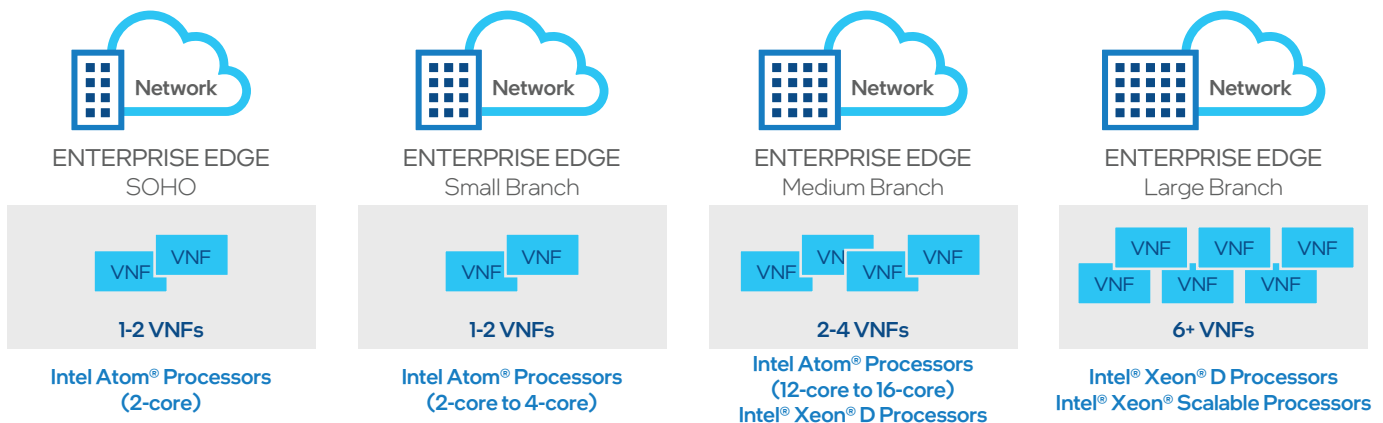 Network
ENTERPRISE EDGE
SOHO
VNF
VNF
1-2 VNFs
Intel Atom® Processors
(2-core)
Network
ENTERPRISE EDGE
Small Branch
VNF
VNF
1-2 VNFs
Intel Atom® Processors
(2-core to 4-core)
Network
ENTERPRISE EDGE
Medium Branch
VNF
VN
VNF
VNF
2-4 VNFs
Intel Atom® Processors
(12-core to 16-core)
Intel® Xeon® D Processors
Network
ENTERPRISE EDGE
Large Branch
VNF
VNF
VNF
VNF
VNF
VNF
6+ VNFs
Intel® Xeon® D Processors
Intel® Xeon® Scalable Processors